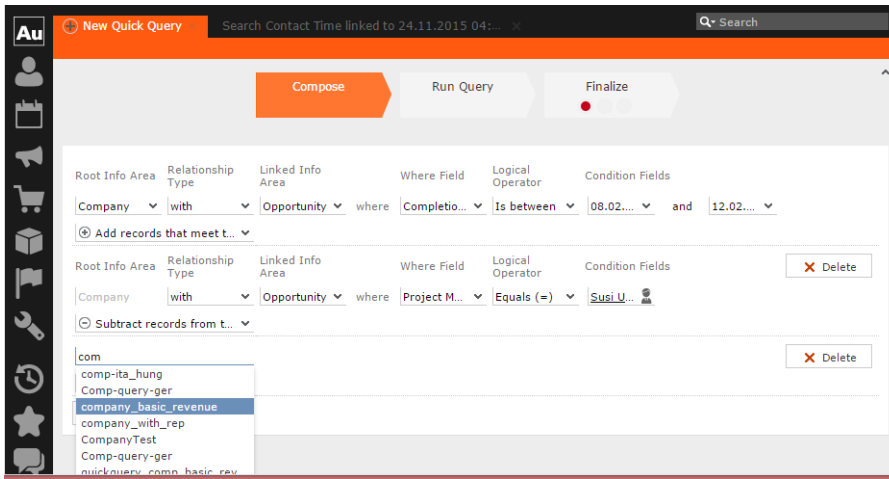 Au
New Quick Query
Search Contact Time linked to 24.11.2015 04:...
Search
Compose
Run Query
Finalize
Root Info Area Relationship Type Linked Info Area Where Field Logical Operator Condition Fields
Company with Opportunity where Completio... Is between 08.02.... and 12.02....
Add records that meet t...
Root Info Area Relationship Type Linked Info Area Where Field Logical Operator Condition Fields Delete
Company with Opportunity where Project M... Equals (=) Susi U...
Subtract records from t...
com Delete
comp-ita_hung
Comp-query-ger
company_basic_revenue
company_with_rep
CompanyTest
Comp-query-ger
quickquery_comp_basic_rev